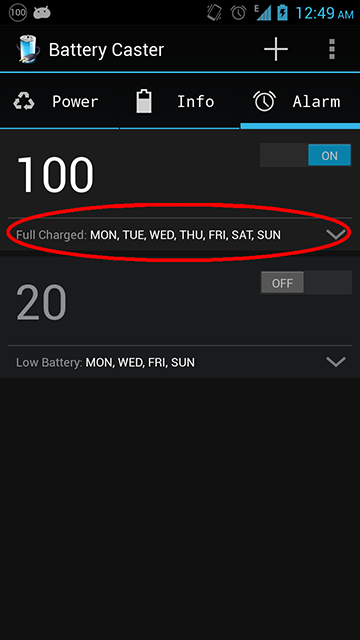 100 E 12:49 AM
Battery Caster
Power Info Alarm
100 ON
Full Charged: MON, TUE, WED, THU, FRI, SAT, SUN
20 OFF
Low Battery: MON, WED, FRI, SUN